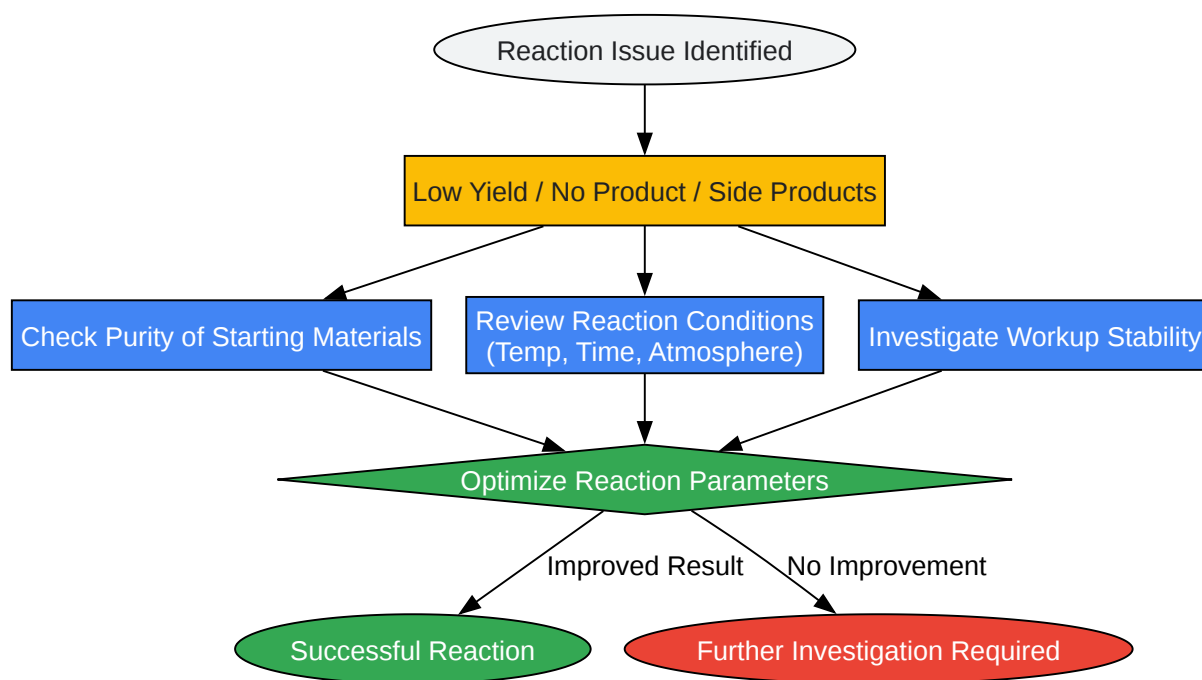 Reaction Issue Identified
Low Yield / No Product / Side Products
Check Purity of Starting Materials
Review Reaction Conditions
(Temp, Time, Atmosphere)
Investigate Workup Stability
Optimize Reaction Parameters
Improved Result
No Improvement
Successful Reaction
Further Investigation Required